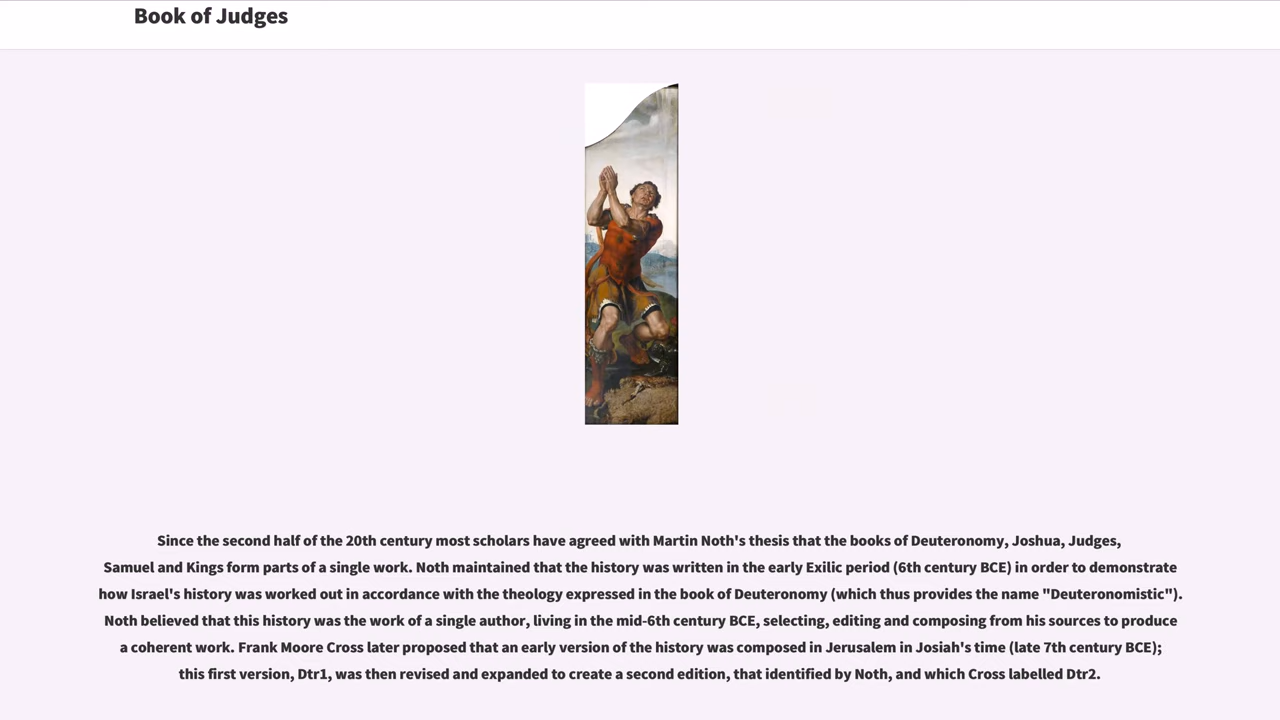 Book of Judges
Since the second half of the 20th century most scholars have agreed with Martin Noth's thesis that the books of Deuteronomy, Joshua, Judges,
Samuel and Kings form parts of a single work. Noth maintained that the history was written in the early Exilic period (6th century BCE) in order to demonstrate
how Israel's history was worked out in accordance with the theology expressed in the book of Deuteronomy (which thus provides the name "Deuteronomistic").
Noth believed that this history was the work of a single author, living in the mid-6th century BCE, selecting, editing and composing from his sources to produce
a coherent work. Frank Moore Cross later proposed that an early version of the history was composed in Jerusalem in Josiah's time (late 7th century BCE);
this first version, Dtr1, was then revised and expanded to create a second edition, that identified by Noth, and which Cross labelled Dtr2.